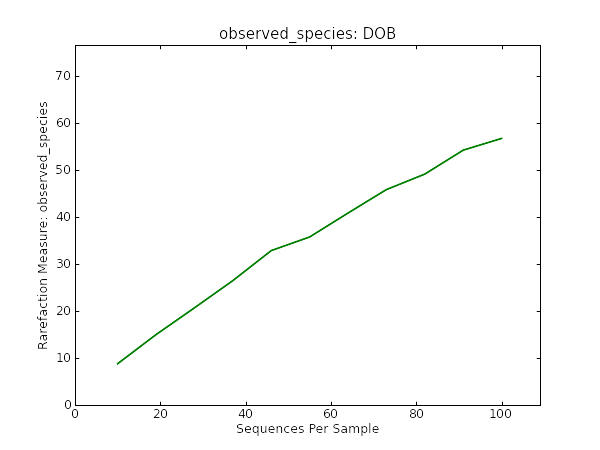 observed_species: DOB
Rarefaction Measure: observed_species
70
60
50
40
30
20
10
0
0 20 40 60 80 100
Sequences Per Sample